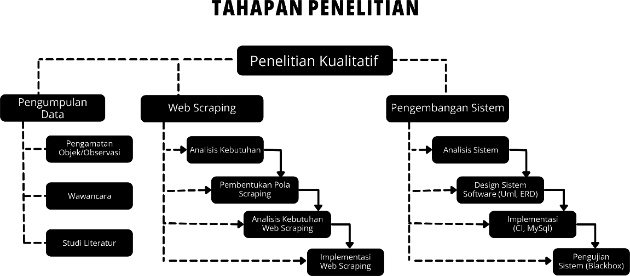 TAHAPAN PENELITIAN
Penelitian Kualitatif
Pengumpulan
Data
Web Scraping
Pengembangan Sistem
Pengamatan
Objek/Observasi
Wawancara
Studi Literatur
Analisis Kebutuhan
Pembentukan Pola
Scraping
Analisis Kebutuhan
Web Scraping
Implementasi
Web Scraping
Analisis Sistem
Design Sistem
Software (Uml, ERD)
Implementasi
(CI, MySql)
Pengujian
Sistem (Blackbox)